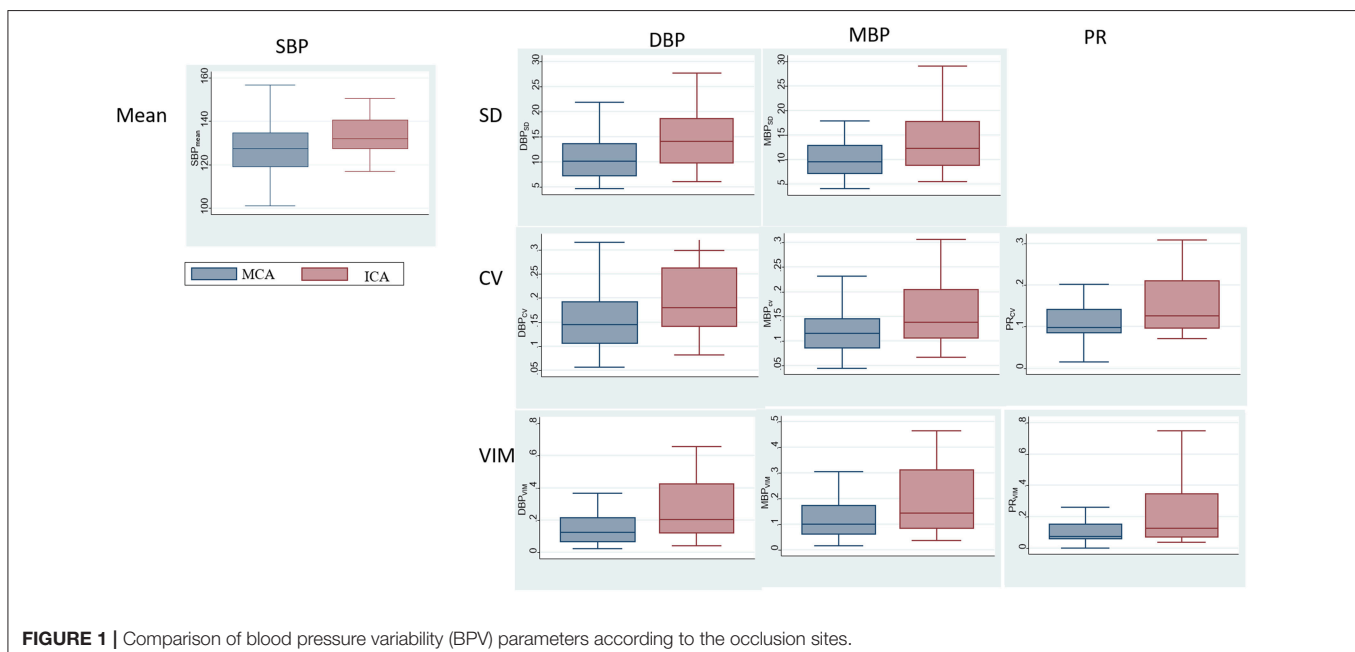 SBP
DBP
MBP
PR
Mean
SBPmean
100 120 140 160
MCA ICA
SD
DBPSD
5 10 15 20 25 30
MBPSD
5 10 15 20 25 30
CV
DBPCV
.05 .1 .15 .2 .25 .3
MBPCV
.05 .1 .15 .2 .25 .3
PRCV
0 .1 .2 .3
VIM
DBPVIM
0 .2 .4 .6 .8
MBPVIM
0 .1 .2 .3 .4 .5
PRVIM
0 .2 .4 .6 .8
FIGURE 1 | Comparison of blood pressure variability (BPV) parameters according to the occlusion sites.